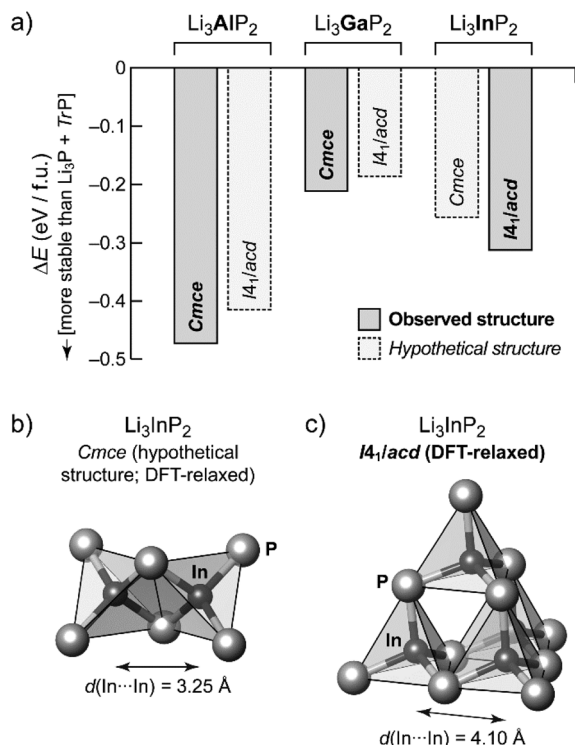 a)
Li₃AlP₂ Li₃GaP₂ Li₃InP₂
0
−0.1
−0.2
−0.3
−0.4
−0.5
ΔE (eV / f.u.)
← [more stable than Li₃P + TrP]
Cmce
I4₁/acd
Cmce
I4₁/acd
Cmce
I4₁/acd
Observed structure
Hypothetical structure
b)
Li₃InP₂
Cmce (hypothetical
structure; DFT-relaxed)
In
P
d(In···In) = 3.25 Å
c)
Li₃InP₂
I4₁/acd (DFT-relaxed)
P
In
d(In···In) = 4.10 Å